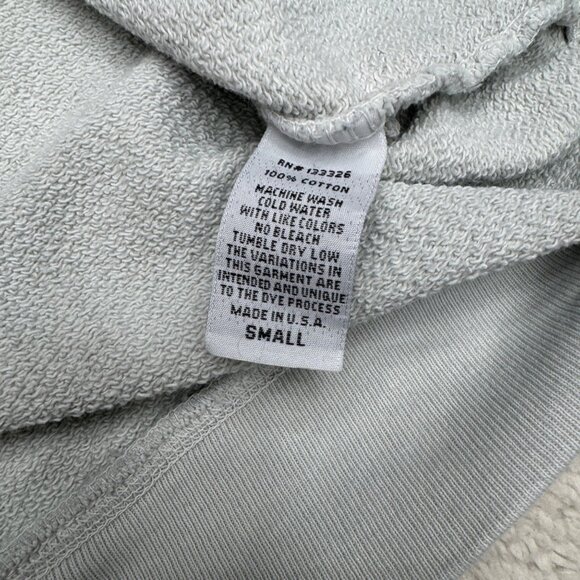 RN# 133326
100% COTTON
MACHINE WASH
COLD WATER
WITH LIKE COLORS
NO BLEACH
TUMBLE DRY LOW
THE VARIATIONS IN
THIS GARMENT ARE
INTENDED AND UNIQUE
TO THE DYE PROCESS
MADE IN U.S.A.
SMALL